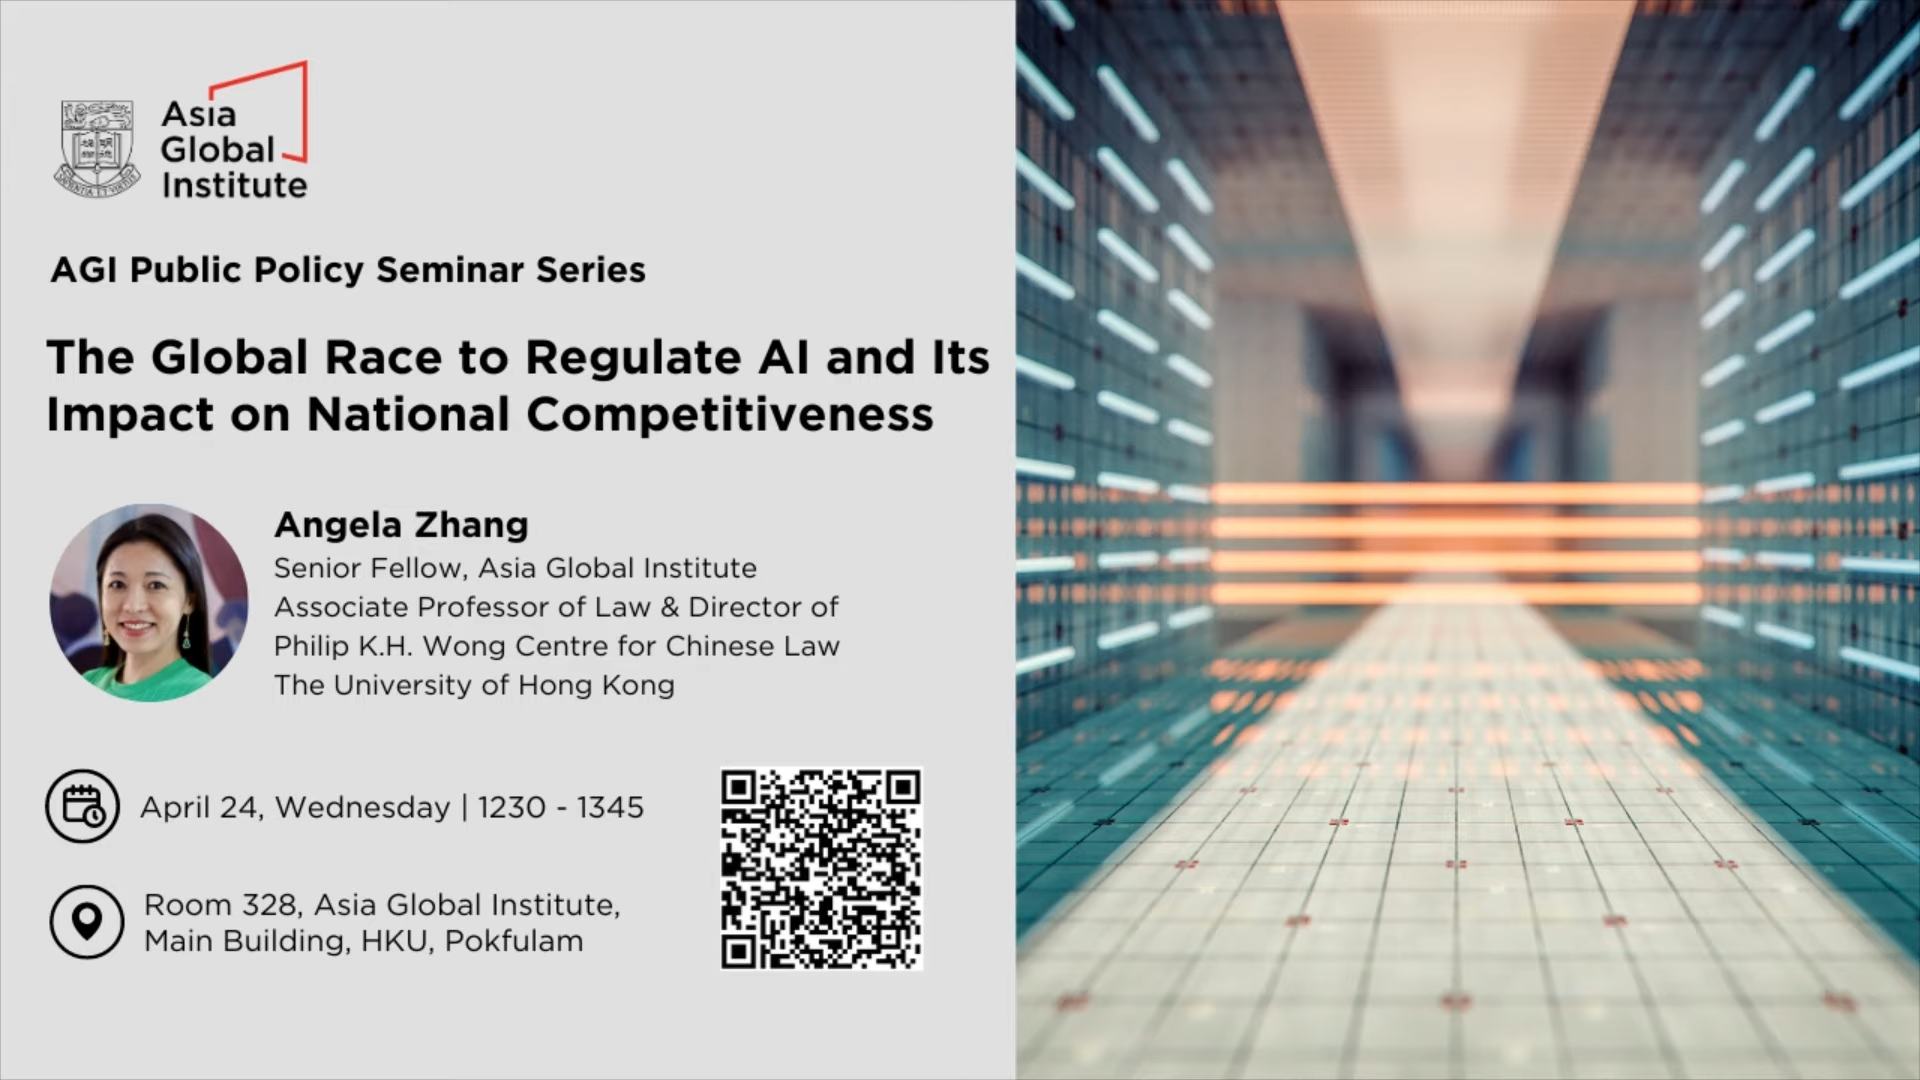 Asia
Global
Institute
SAPIENTIA ET VIRTUS
AGI Public Policy Seminar Series
The Global Race to Regulate AI and Its
Impact on National Competitiveness
Angela Zhang
Senior Fellow, Asia Global Institute
Associate Professor of Law & Director of
Philip K.H. Wong Centre for Chinese Law
The University of Hong Kong
April 24, Wednesday | 1230 - 1345
Room 328, Asia Global Institute,
Main Building, HKU, Pokfulam